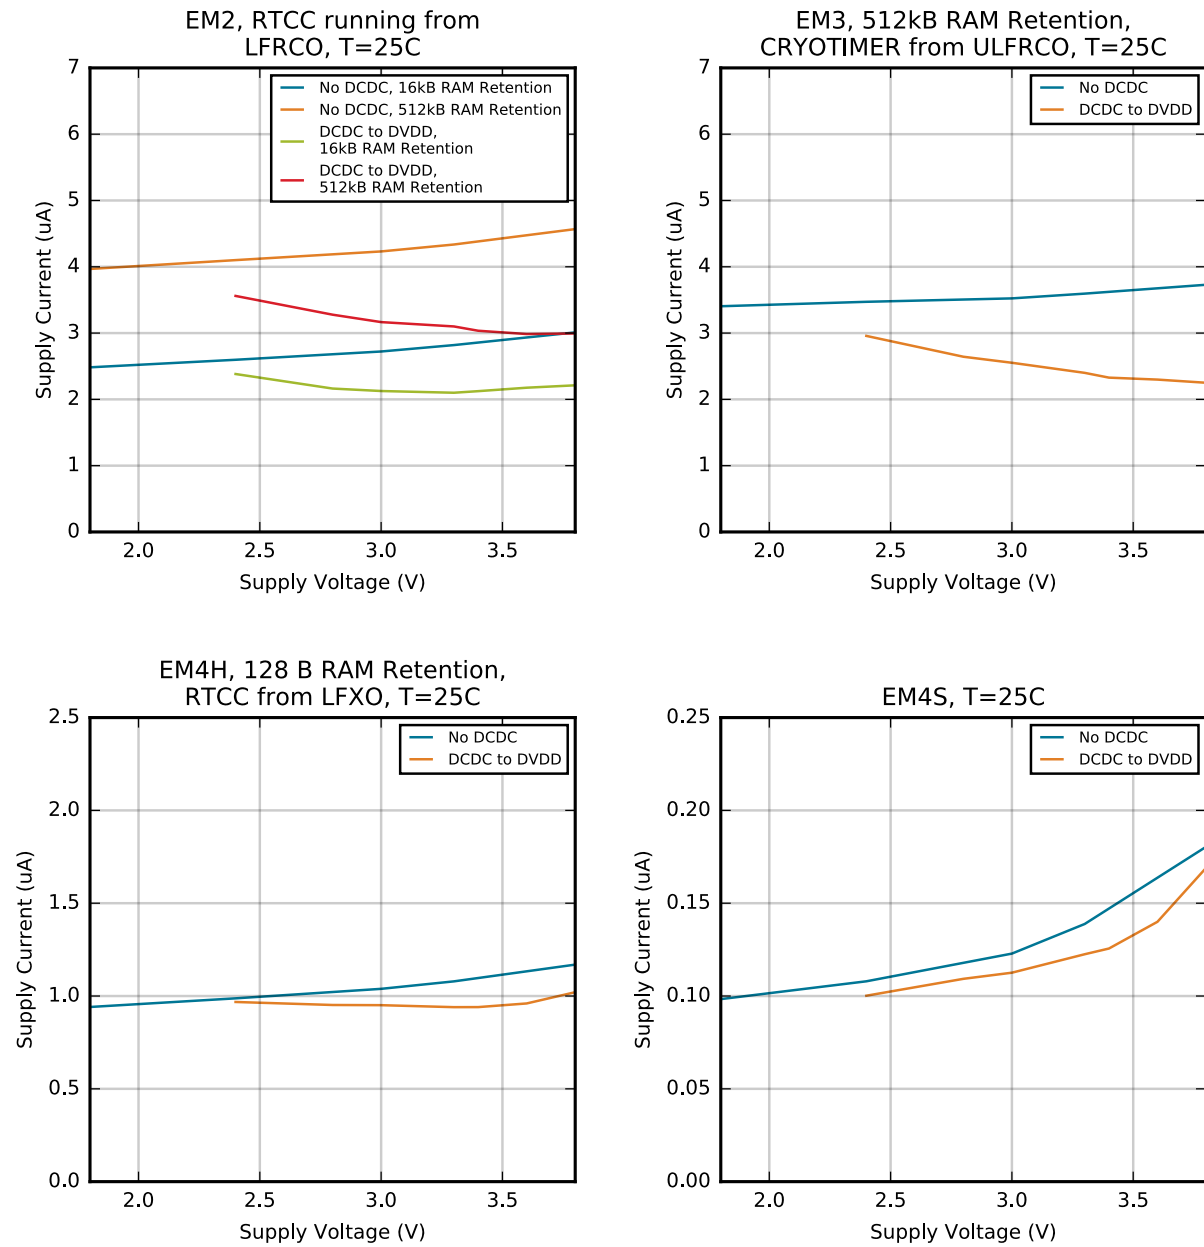 EM2, RTCC running from
LFRCO, T=25C
7
6
5
4
3
2
1
0
Supply Current (uA)
No DCDC, 16kB RAM Retention
No DCDC, 512kB RAM Retention
DCDC to DVDD,
16kB RAM Retention
DCDC to DVDD,
512kB RAM Retention
2.0 2.5 3.0 3.5
Supply Voltage (V)
EM3, 512kB RAM Retention,
CRYOTIMER from ULFRCO, T=25C
7
6
5
4
3
2
1
0
Supply Current (uA)
No DCDC
DCDC to DVDD
2.0 2.5 3.0 3.5
Supply Voltage (V)
EM4H, 128 B RAM Retention,
RTCC from LFXO, T=25C
2.5
2.0
1.5
1.0
0.5
0.0
Supply Current (uA)
No DCDC
DCDC to DVDD
2.0 2.5 3.0 3.5
Supply Voltage (V)
EM4S, T=25C
0.25
0.20
0.15
0.10
0.05
0.00
Supply Current (uA)
No DCDC
DCDC to DVDD
2.0 2.5 3.0 3.5
Supply Voltage (V)